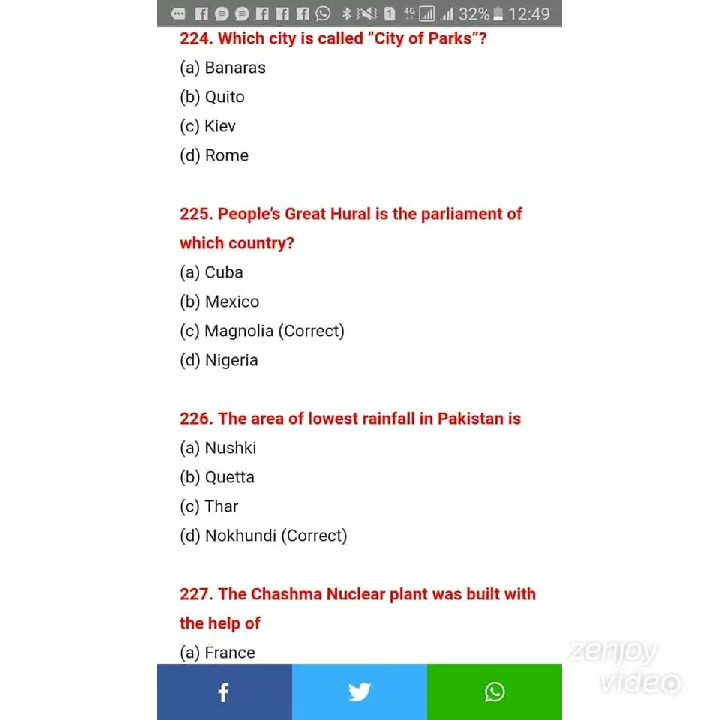 4G 32% 12:49
224. Which city is called “City of Parks”?
(a) Banaras
(b) Quito
(c) Kiev
(d) Rome
225. People’s Great Hural is the parliament of
which country?
(a) Cuba
(b) Mexico
(c) Magnolia (Correct)
(d) Nigeria
226. The area of lowest rainfall in Pakistan is
(a) Nushki
(b) Quetta
(c) Thar
(d) Nokhundi (Correct)
227. The Chashma Nuclear plant was built with
the help of
(a) France
zenjoy
video